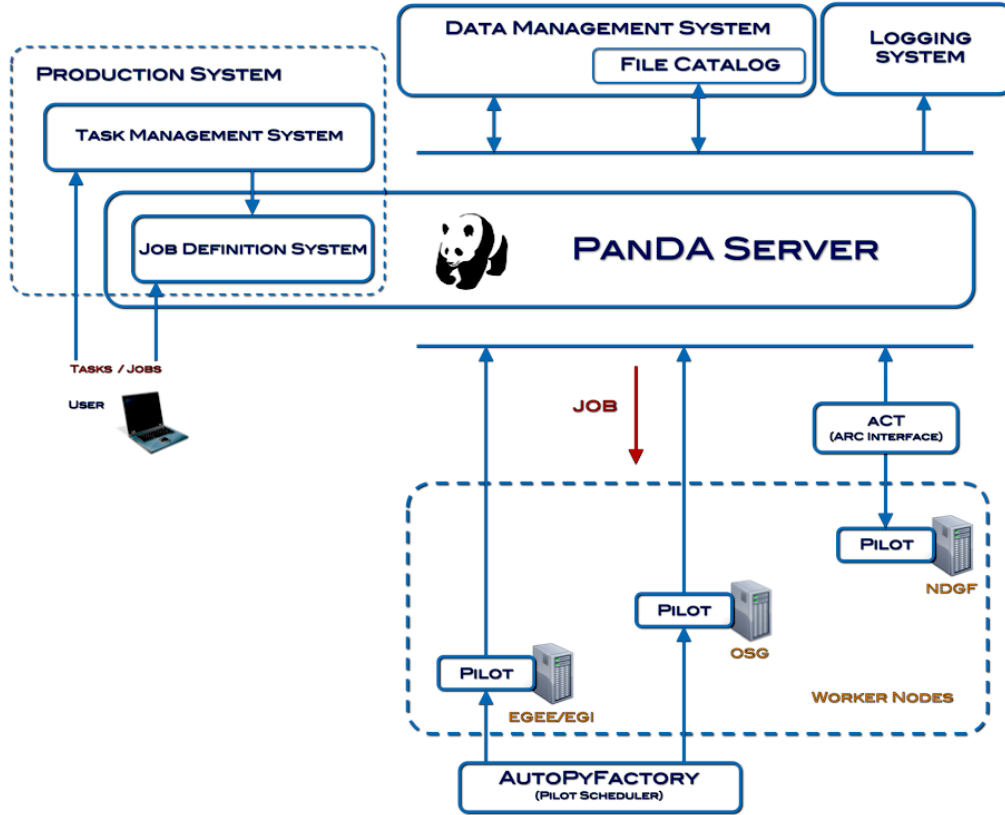 Data Management System
File Catalog
Logging
System
Production System
Task Management System
Job Definition System
PanDA Server
Tasks / Jobs
User
Job
aCT
(ARC Interface)
Pilot
NDGF
Pilot
OSG
Pilot
EGEE/EGI
Worker Nodes
AutoPyFactory
(Pilot Scheduler)